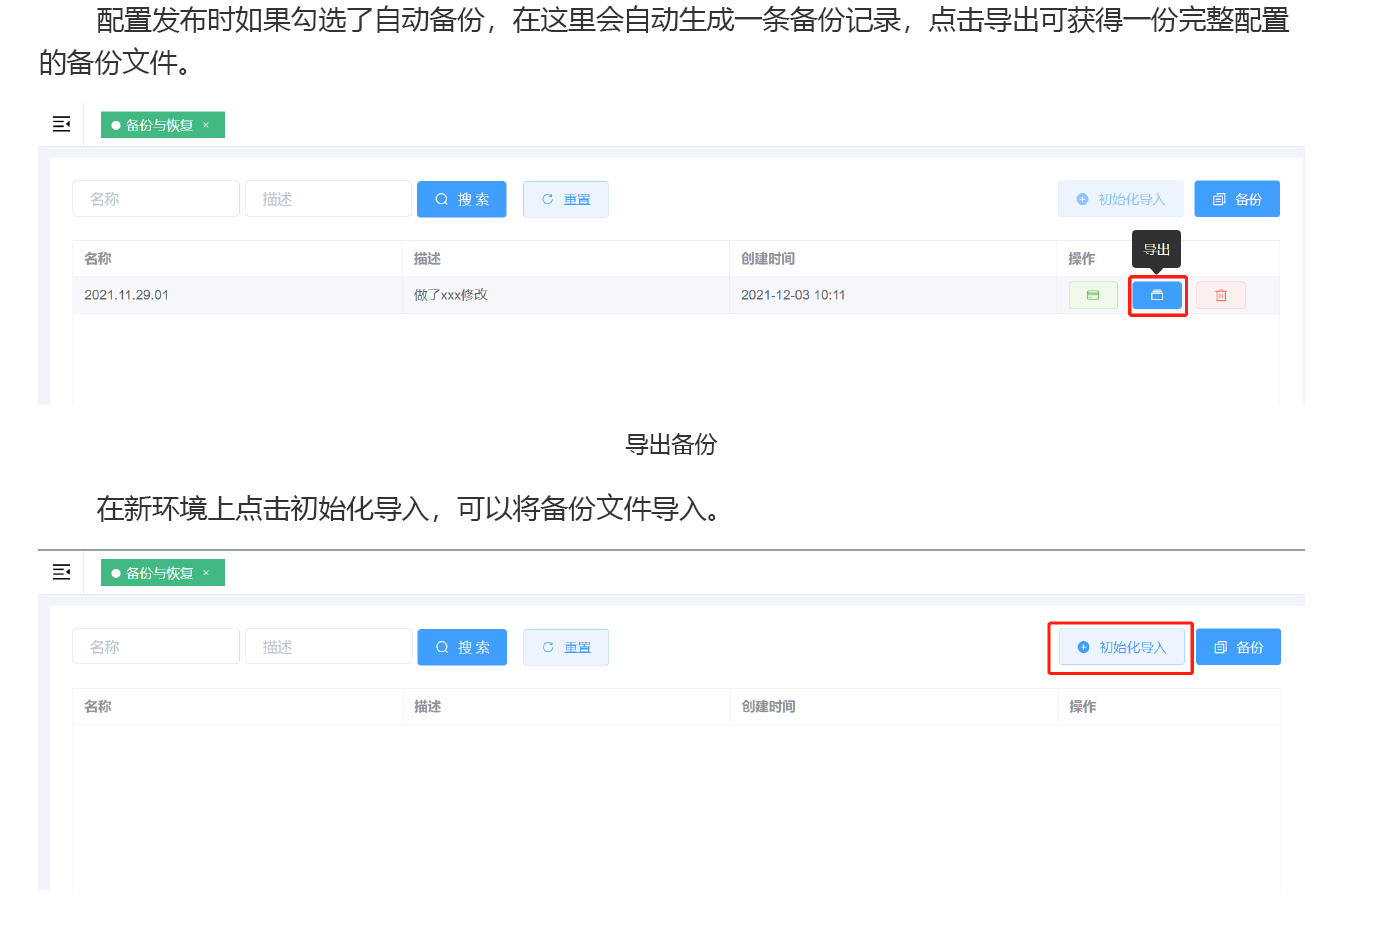 配置发布时如果勾选了自动备份，在这里会自动生成一条备份记录，点击导出可获得一份完整配置
的备份文件。
备份与恢复 ×
名称 描述 搜索 重置 初始化导入 备份
导出
名称 描述 创建时间 操作
2021.11.29.01 做了xxx修改 2021-12-03 10:11
导出备份
在新环境上点击初始化导入，可以将备份文件导入。
备份与恢复 ×
名称 描述 搜索 重置 初始化导入 备份
名称 描述 创建时间 操作